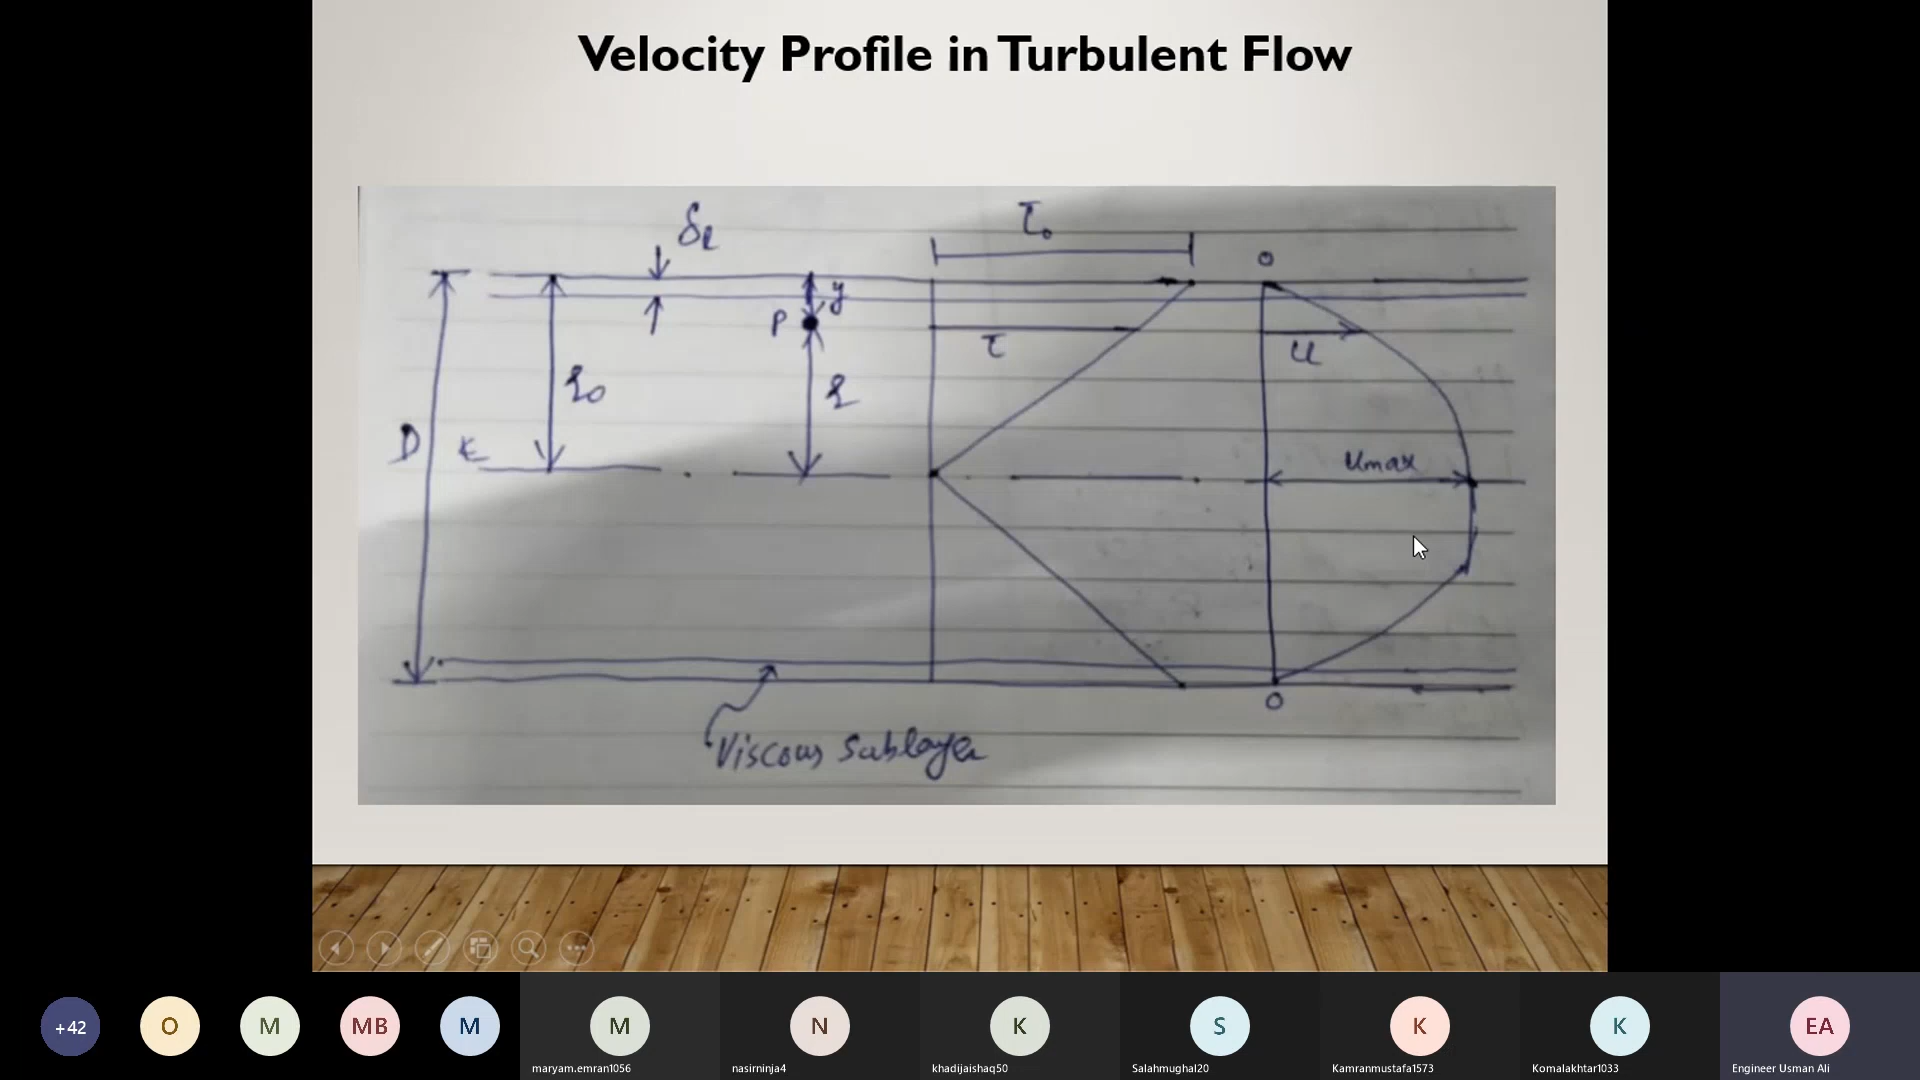 Velocity Profile in Turbulent Flow
δl
τo
o
y
P
τ
u
r0
r
D
umax
o
Viscous Sublayer
+42
O
M
MB
M
M
N
K
S
K
K
EA
maryam.emran1056
nasirninja4
khadijaishaq50
Salahmughal20
Kamranmustafa1573
Komalakhtar1033
Engineer Usman Ali